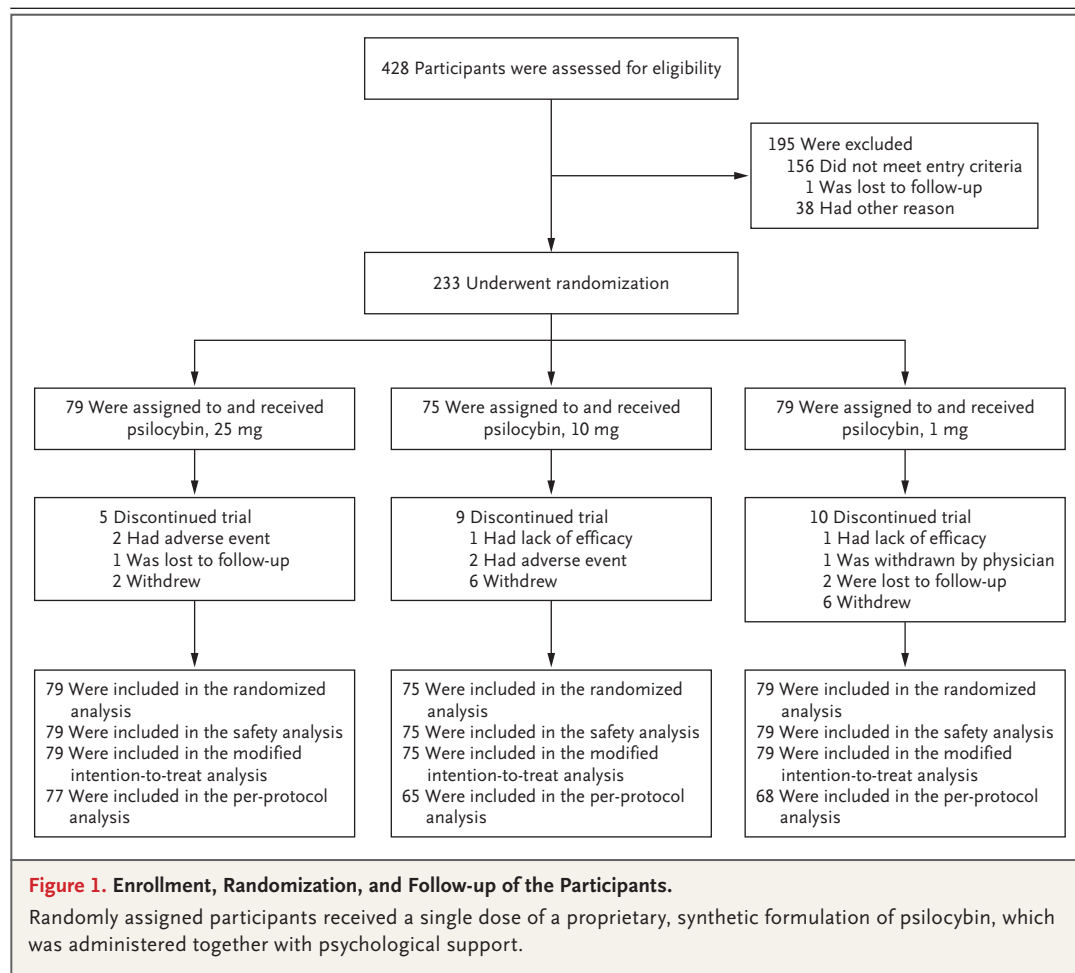 428 Participants were assessed for eligibility
195 Were excluded
156 Did not meet entry criteria
1 Was lost to follow-up
38 Had other reason
233 Underwent randomization
79 Were assigned to and received
psilocybin, 25 mg
75 Were assigned to and received
psilocybin, 10 mg
79 Were assigned to and received
psilocybin, 1 mg
5 Discontinued trial
2 Had adverse event
1 Was lost to follow-up
2 Withdrew
9 Discontinued trial
1 Had lack of efficacy
2 Had adverse event
6 Withdrew
10 Discontinued trial
1 Had lack of efficacy
1 Was withdrawn by physician
2 Were lost to follow-up
6 Withdrew
79 Were included in the randomized
analysis
79 Were included in the safety analysis
79 Were included in the modified
intention-to-treat analysis
77 Were included in the per-protocol
analysis
75 Were included in the randomized
analysis
75 Were included in the safety analysis
75 Were included in the modified
intention-to-treat analysis
65 Were included in the per-protocol
analysis
79 Were included in the randomized
analysis
79 Were included in the safety analysis
79 Were included in the modified
intention-to-treat analysis
68 Were included in the per-protocol
analysis
Figure 1. Enrollment, Randomization, and Follow-up of the Participants.
Randomly assigned participants received a single dose of a proprietary, synthetic formulation of psilocybin, which
was administered together with psychological support.